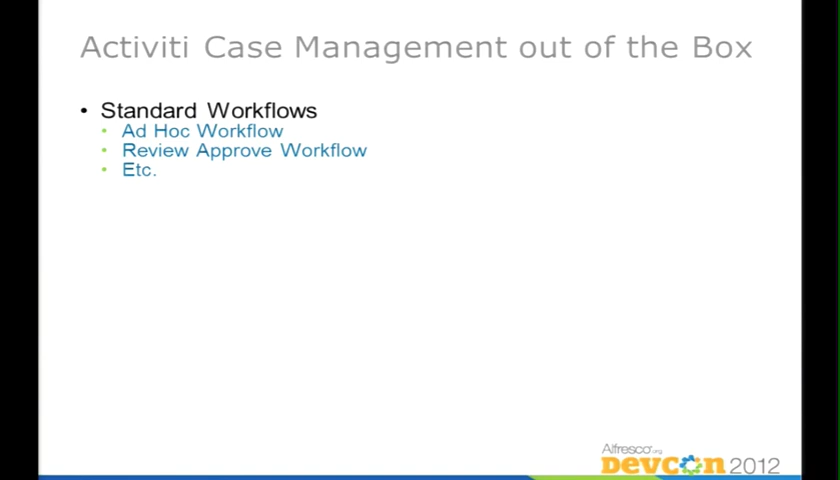 Activiti Case Management out of the Box
• Standard Workflows
• Ad Hoc Workflow
• Review Approve Workflow
• Etc.
Alfresco.org
Devcon 2012